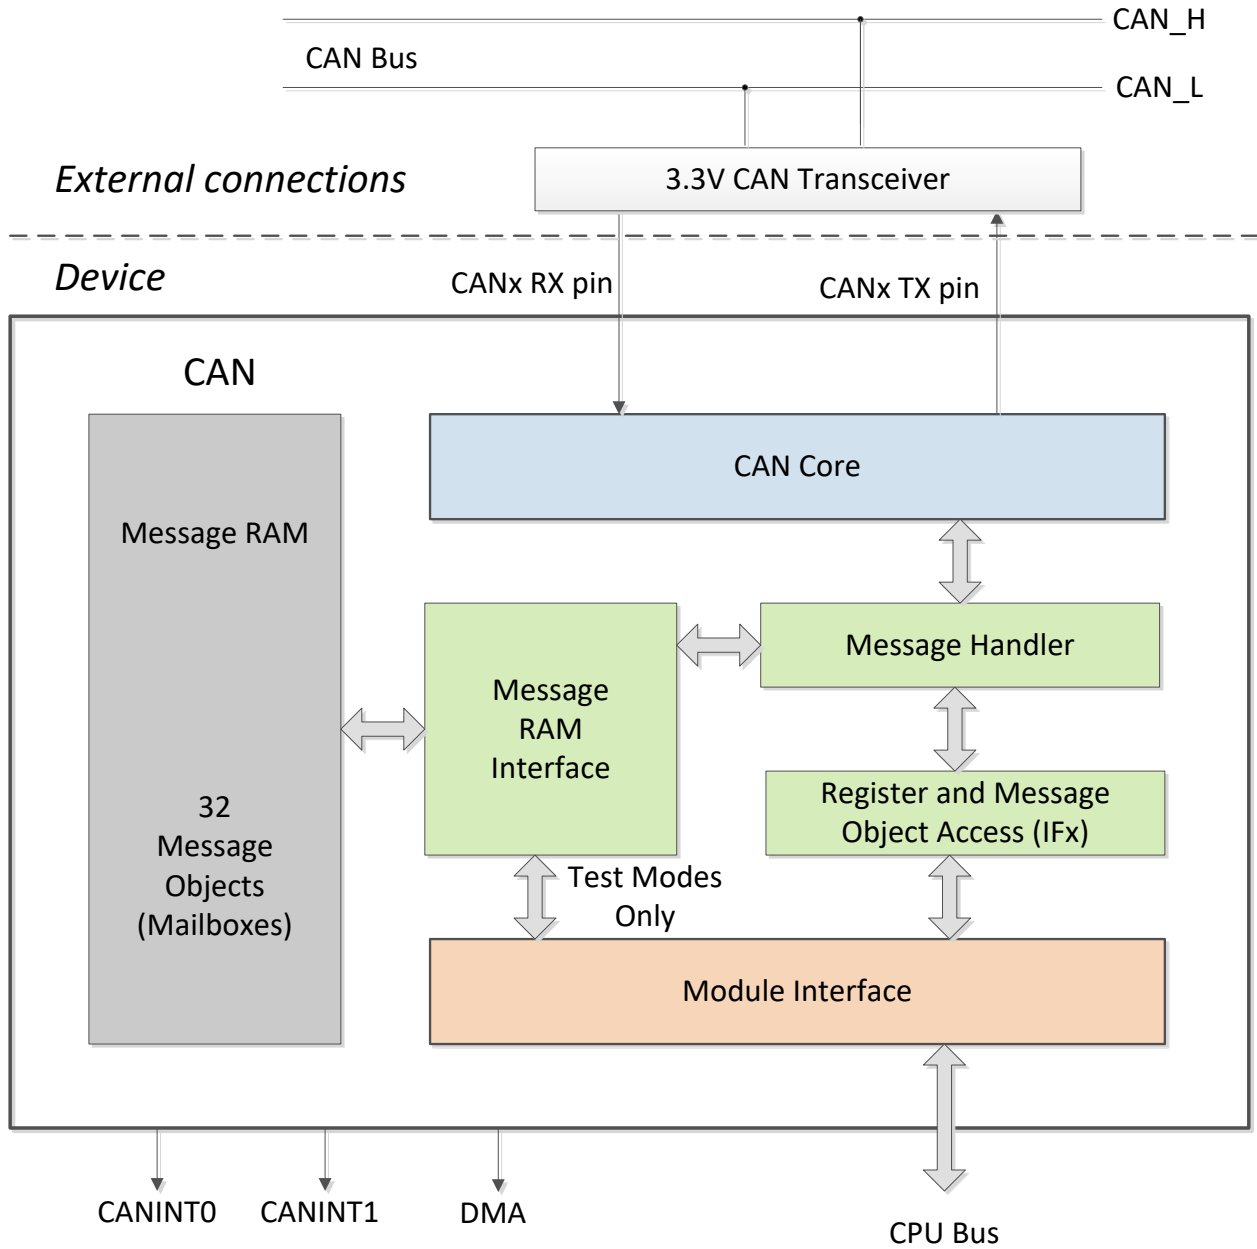 CAN_H
CAN Bus
CAN_L
External connections
3.3V CAN Transceiver
Device
CANx RX pin
CANx TX pin
CAN
CAN Core
Message RAM
Message Handler
Message
RAM
Interface
32
Message
Objects
(Mailboxes)
Register and Message
Object Access (IFx)
Test Modes
Only
Module Interface
CANINT0
CANINT1
DMA
CPU Bus